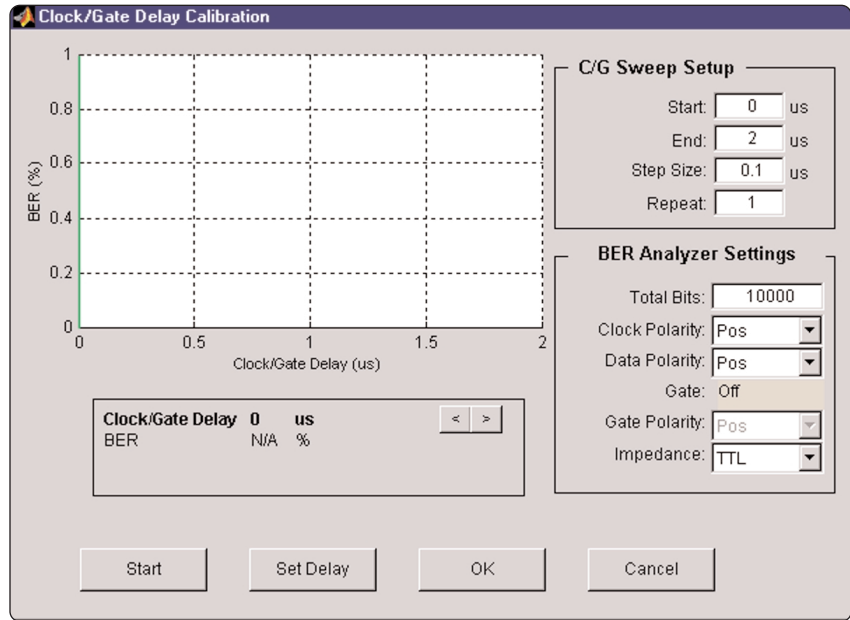 Clock/Gate Delay Calibration
1
0.8
0.6
0.4
0.2
0
BER (%)
0 0.5 1 1.5 2
Clock/Gate Delay (us)
Clock/Gate Delay 0 us
BER N/A %
< >
C/G Sweep Setup
Start: 0 us
End: 2 us
Step Size: 0.1 us
Repeat: 1
BER Analyzer Settings
Total Bits: 10000
Clock Polarity: Pos
Data Polarity: Pos
Gate: Off
Gate Polarity: Pos
Impedance: TTL
Start Set Delay OK Cancel